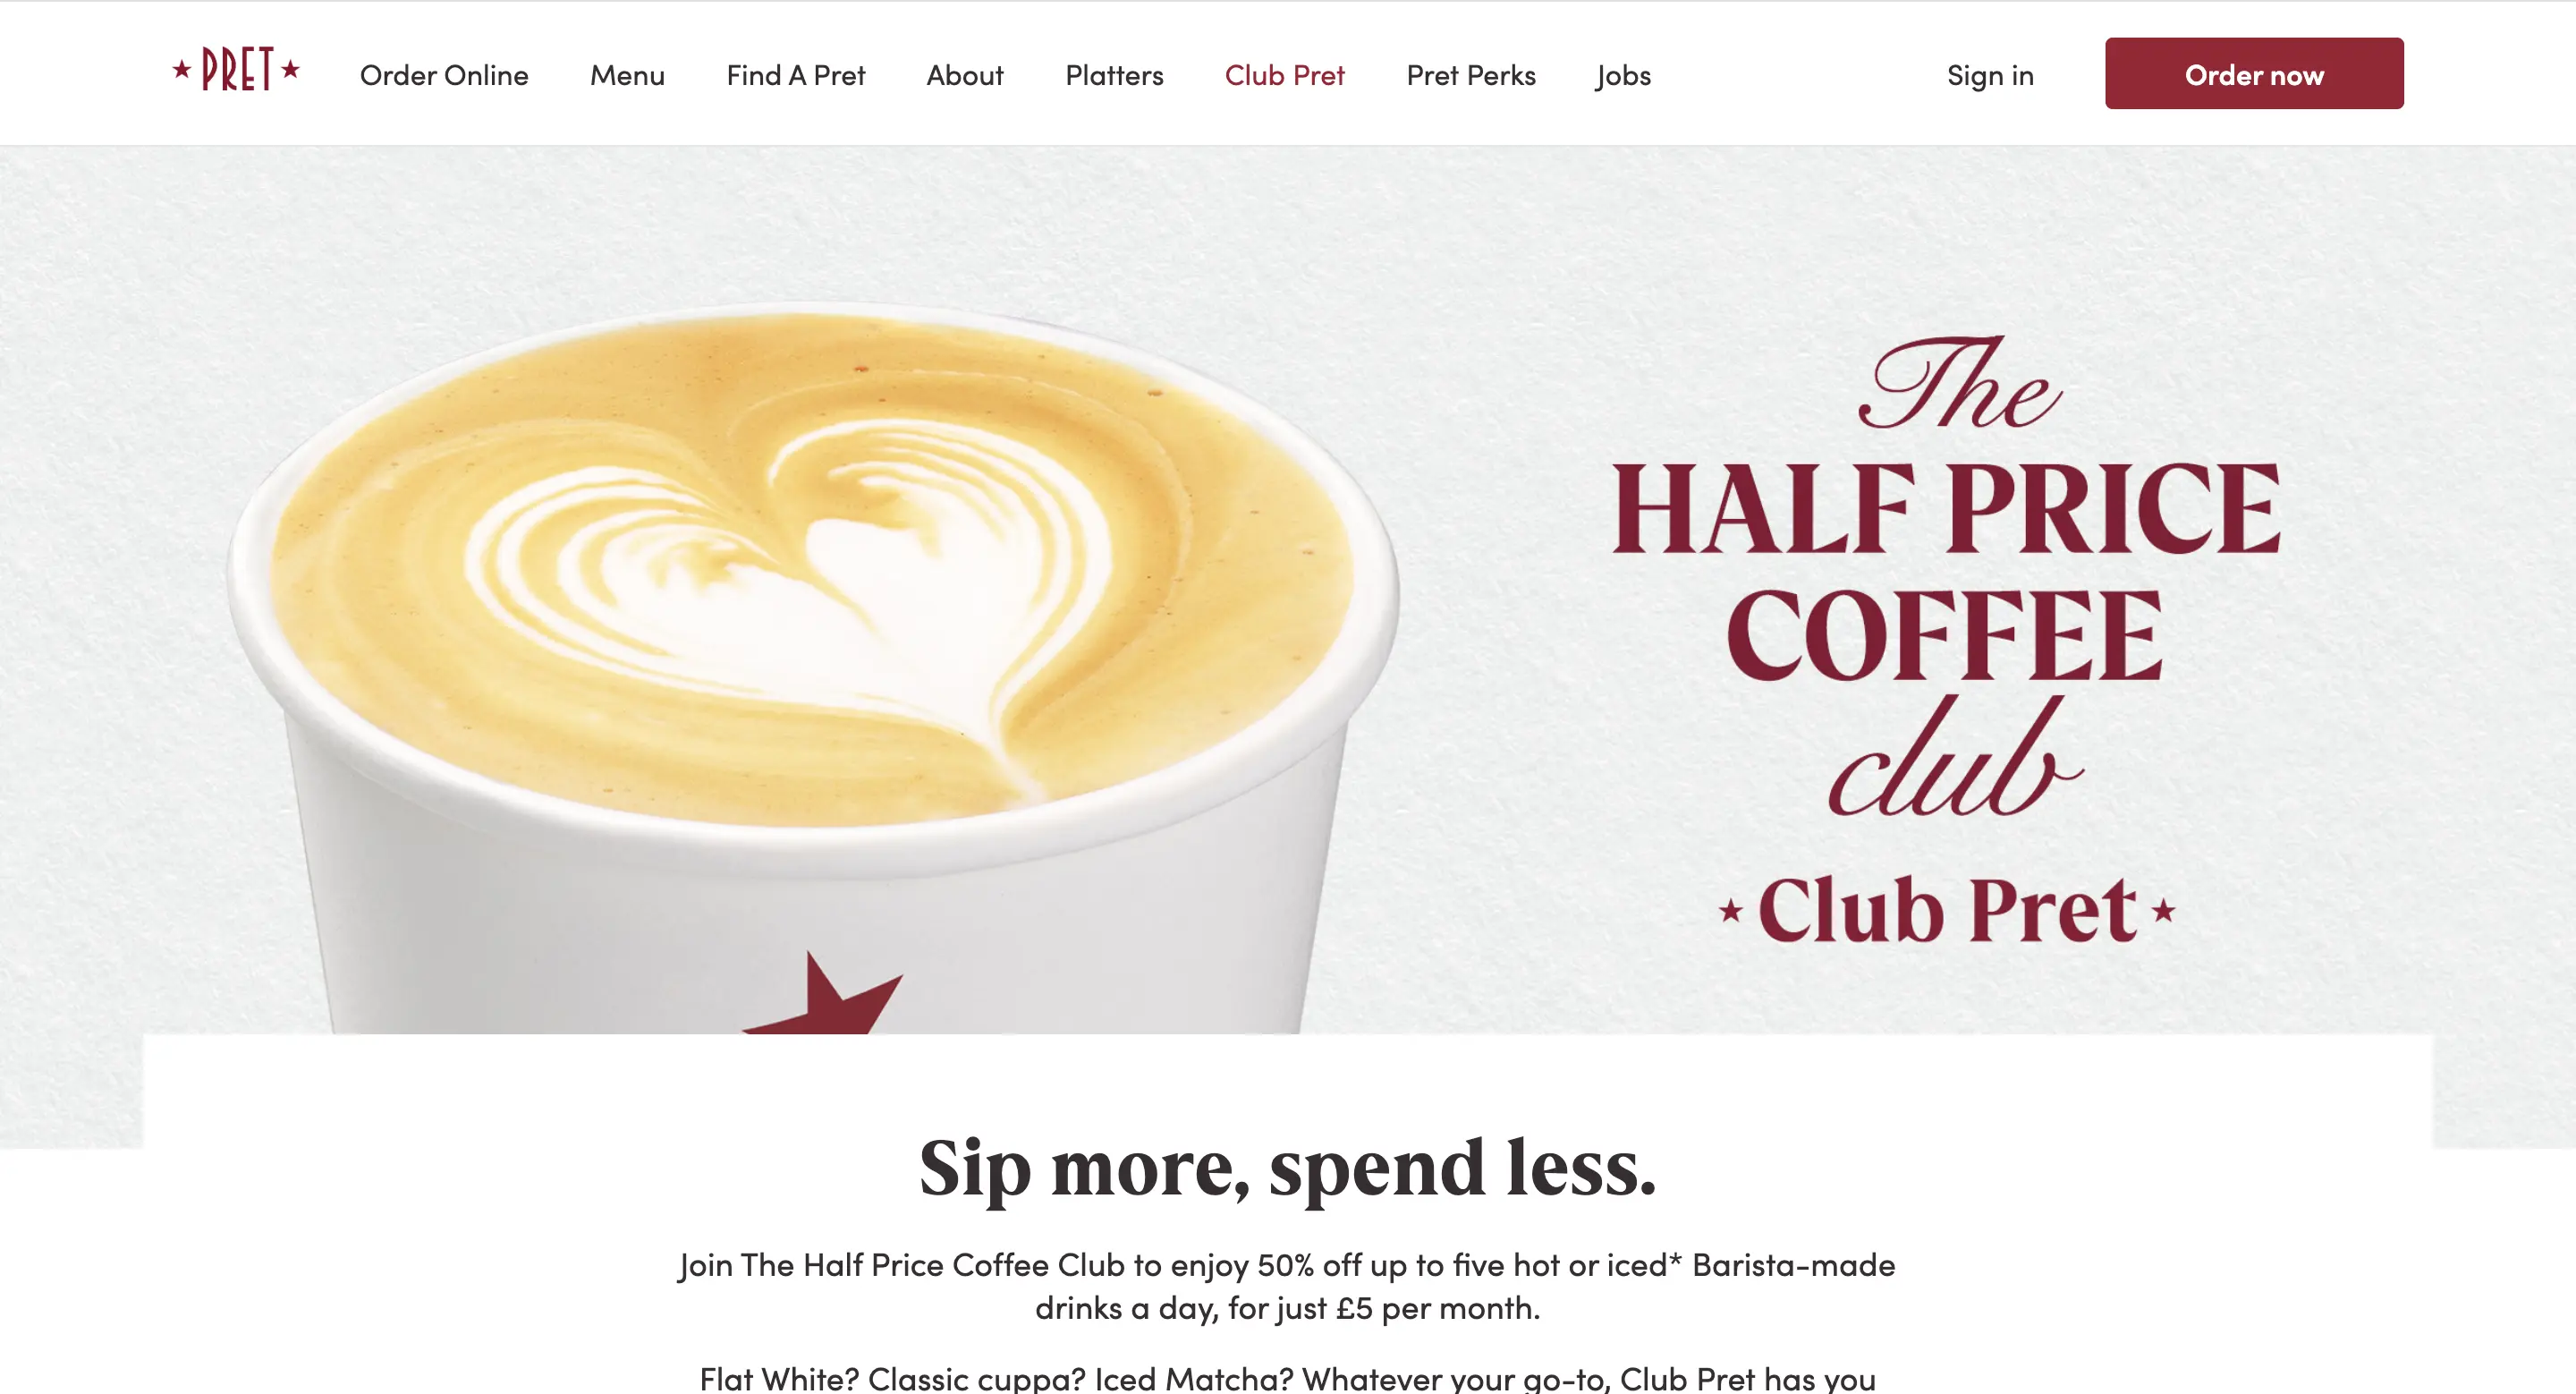 PRET Order Online Menu Find A Pret About Platters Club Pret Pret Perks Jobs Sign in Order now
The
HALF PRICE
COFFEE
club
Club Pret
Sip more, spend less.
Join The Half Price Coffee Club to enjoy 50% off up to five hot or iced* Barista-made
drinks a day, for just £5 per month.
Flat White? Classic cuppa? Iced Matcha? Whatever your go-to, Club Pret has you